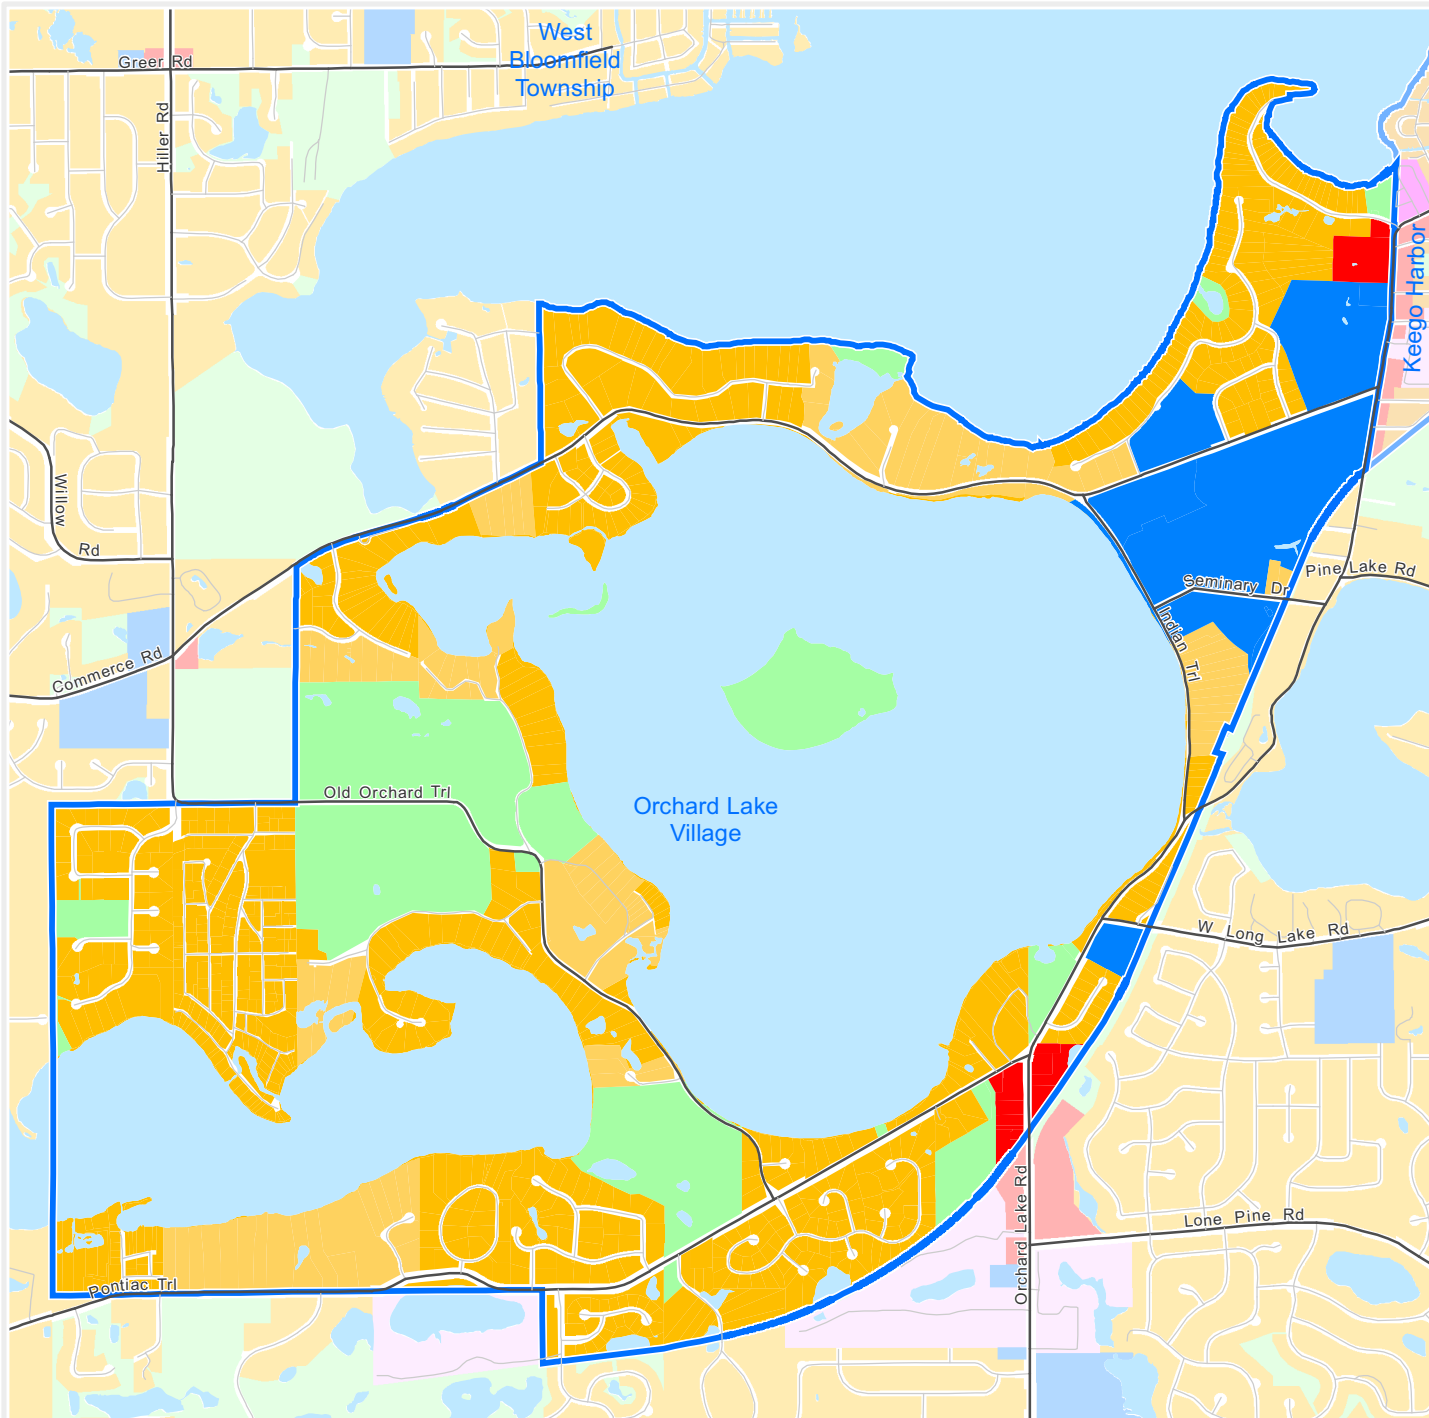 West
Bloomfield
Township
Greer Rd
Hiller Rd
Keego Harbor
Willow
Rd
Pine Lake Rd
Seminary Dr
Indian Trl
Commerce Rd
Old Orchard Trl
Orchard Lake
Village
W Long Lake Rd
Orchard Lake Rd
Lone Pine Rd
Pontiac Trl